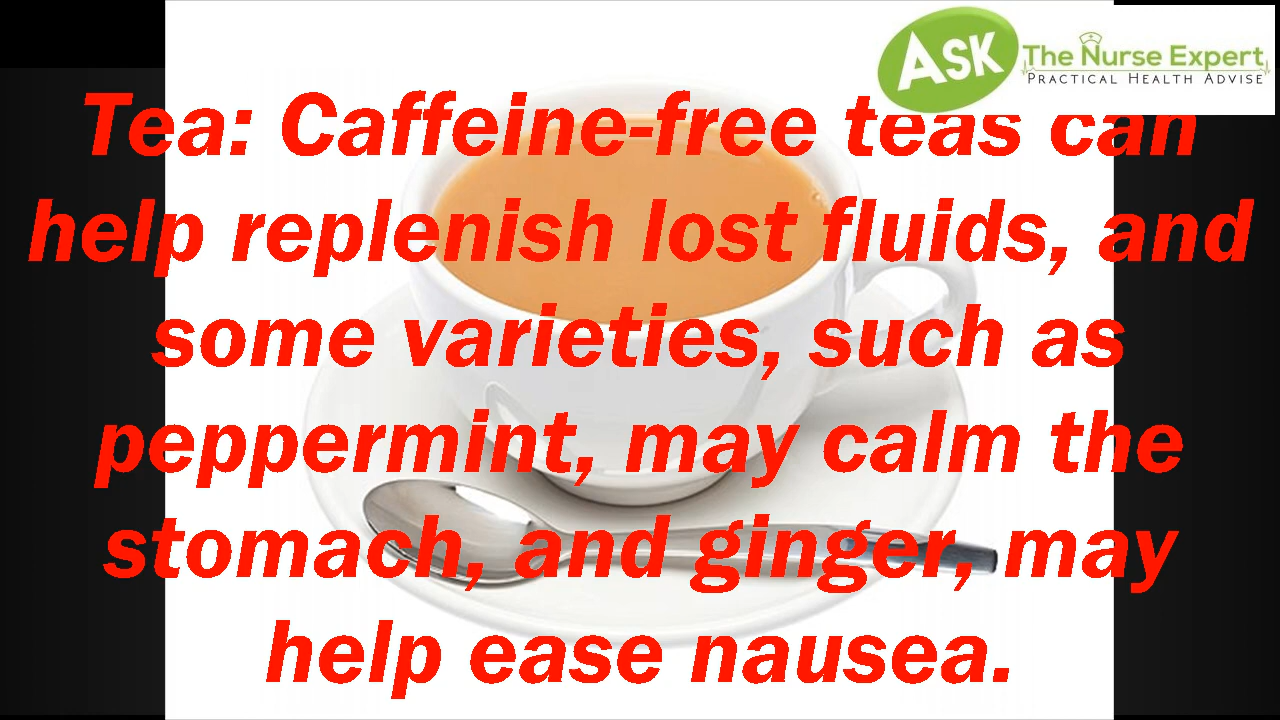 ASK The Nurse Expert
PRACTICAL HEALTH ADVISE
Tea: Caffeine-free teas can
help replenish lost fluids, and
some varieties, such as
peppermint, may calm the
stomach, and ginger, may
help ease nausea.